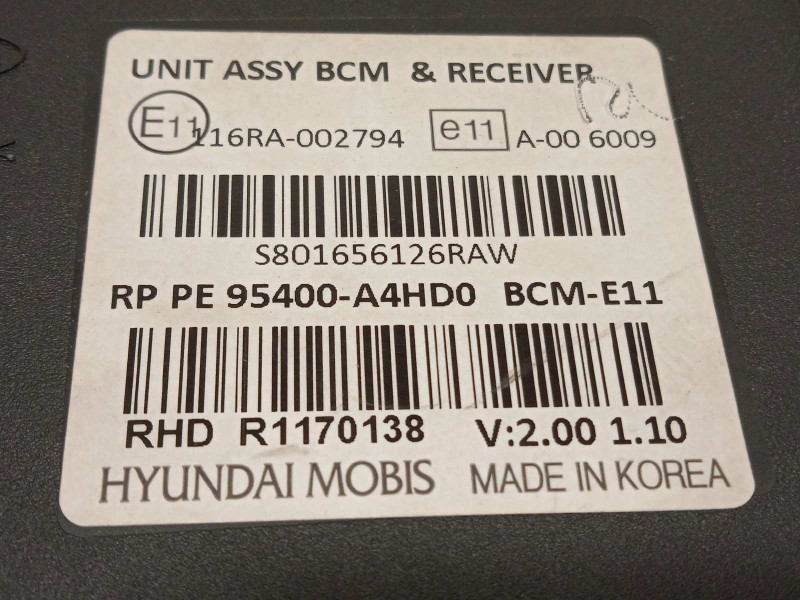 UNIT ASSY BCM & RECEIVER
E11 116RA-002794 e11 A-00 6009
S801656126RAW
RP PE 95400-A4HD0 BCM-E11
RHD R1170138 V:2.00 1.10
HYUNDAI MOBIS MADE IN KOREA